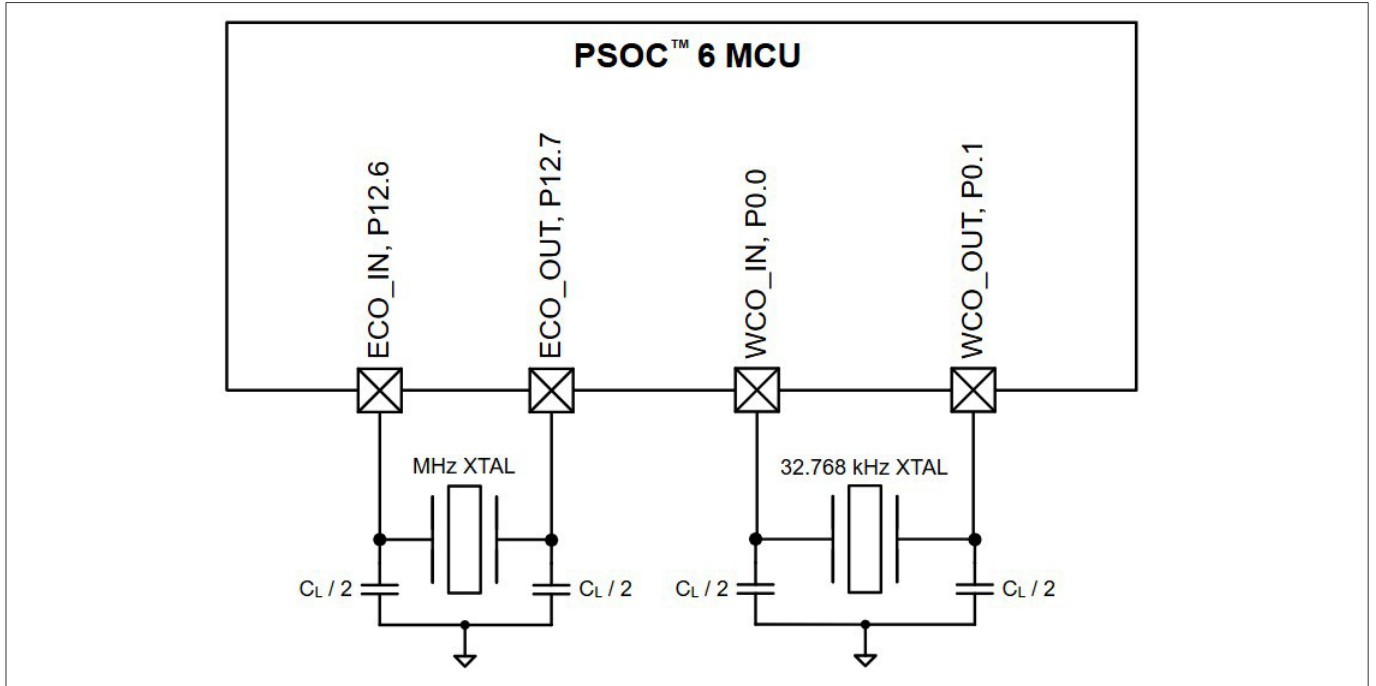 PSOC™ 6 MCU
ECO_IN, P12.6
ECO_OUT, P12.7
WCO_IN, P0.0
WCO_OUT, P0.1
MHz XTAL
32.768 kHz XTAL
CL / 2
CL / 2
CL / 2
CL / 2